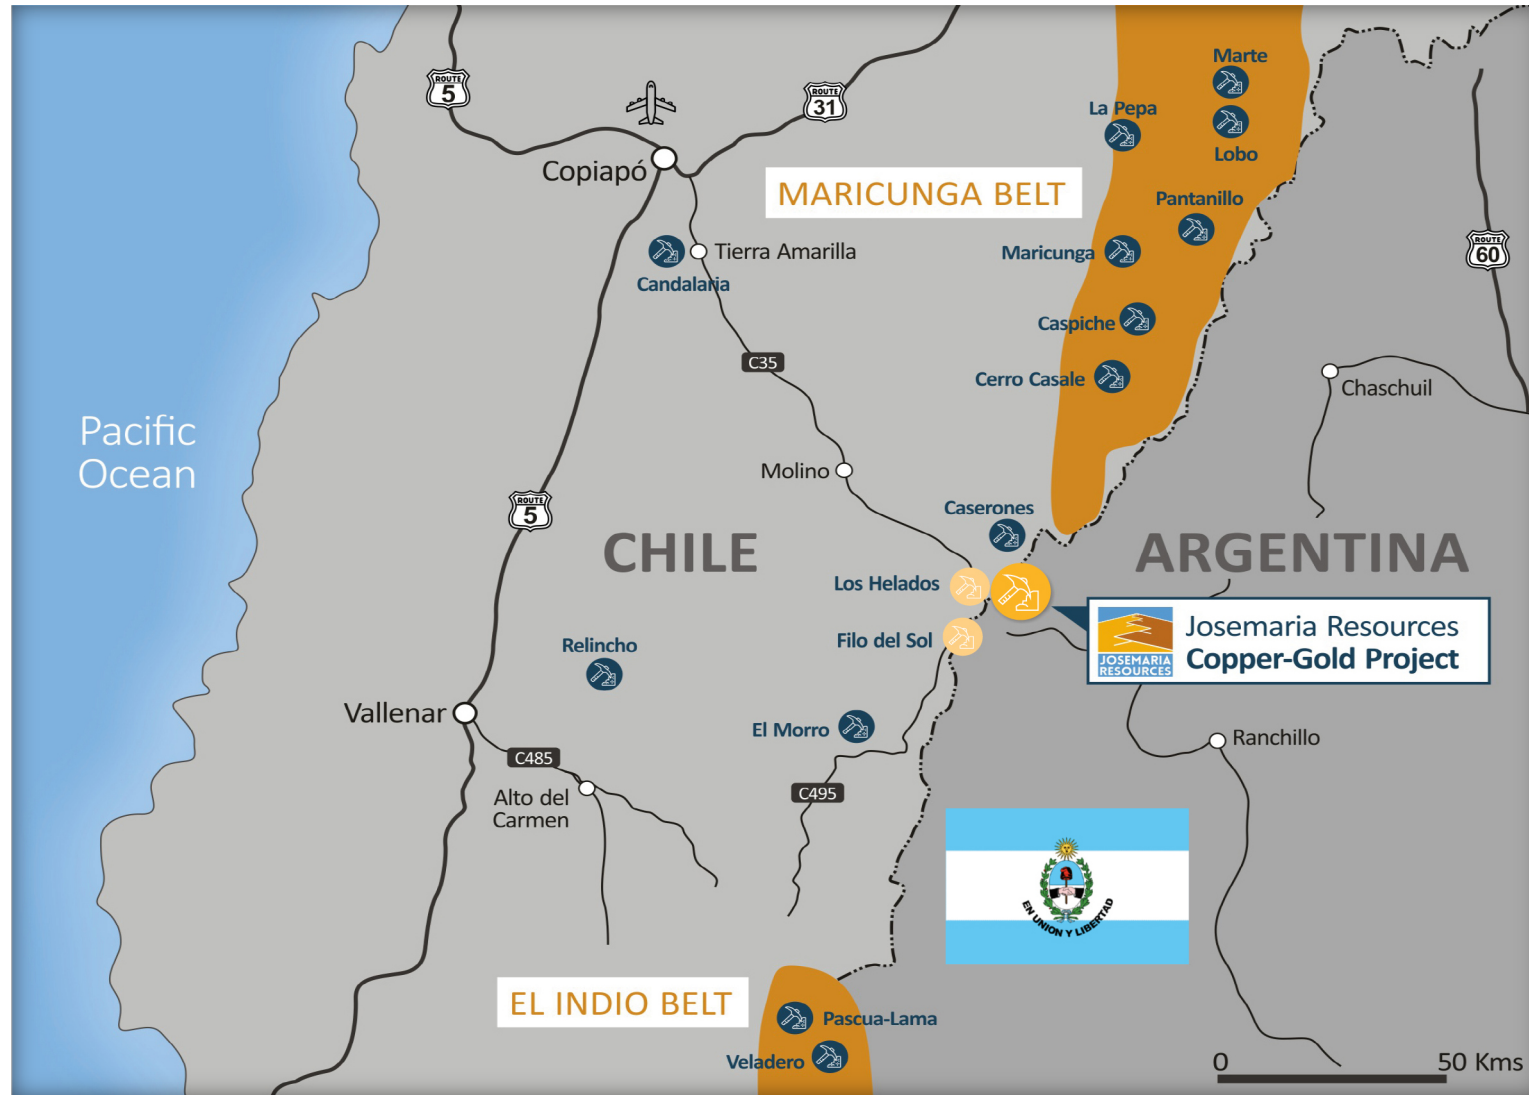 Marte
ROUTE
5
ROUTE
31
La Pepa
Lobo
Copiapó
MARICUNGA BELT
Pantanillo
ROUTE
60
Tierra Amarilla
Maricunga
Candalaria
Caspiche
C35
Cerro Casale
Chaschuil
Pacific
Ocean
Molino
ROUTE
5
Caserones
CHILE
ARGENTINA
Los Helados
Josemaria Resources
Copper-Gold Project
JOSEMARIA
RESOURCES
Filo del Sol
Relincho
Vallenar
El Morro
Ranchillo
C485
C495
Alto del
Carmen
EN UNION Y LIBERTAD
EL INDIO BELT
Pascua-Lama
Veladero
0 50 Kms